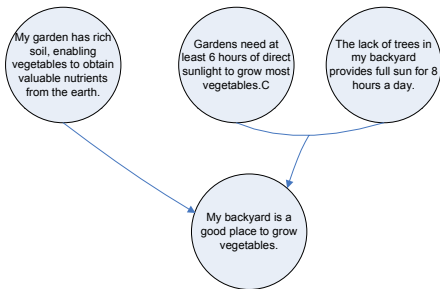 My garden has rich
soil, enabling
vegetables to obtain
valuable nutrients
from the earth.
Gardens need at
least 6 hours of direct
sunlight to grow most
vegetables.C
The lack of trees in
my backyard
provides full sun for 8
hours a day.
My backyard is a
good place to grow
vegetables.